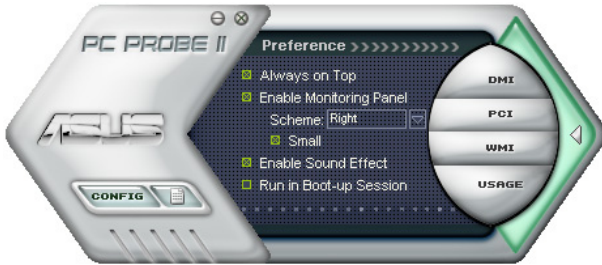 PC PROBE II
Preference
Always on Top
Enable Monitoring Panel
Scheme: Right
Small
Enable Sound Effect
Run in Boot-up Session
DMI
PCI
WMI
USAGE
ASUS
CONFIG